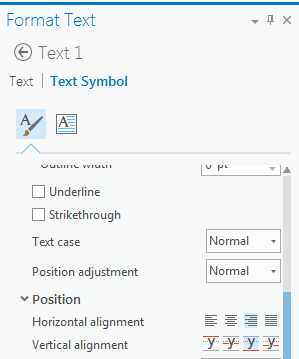 Format Text
Text 1
Text Text Symbol
Outline width 0 pt
Underline
Strikethrough
Text case Normal
Position adjustment Normal
Position
Horizontal alignment
Vertical alignment